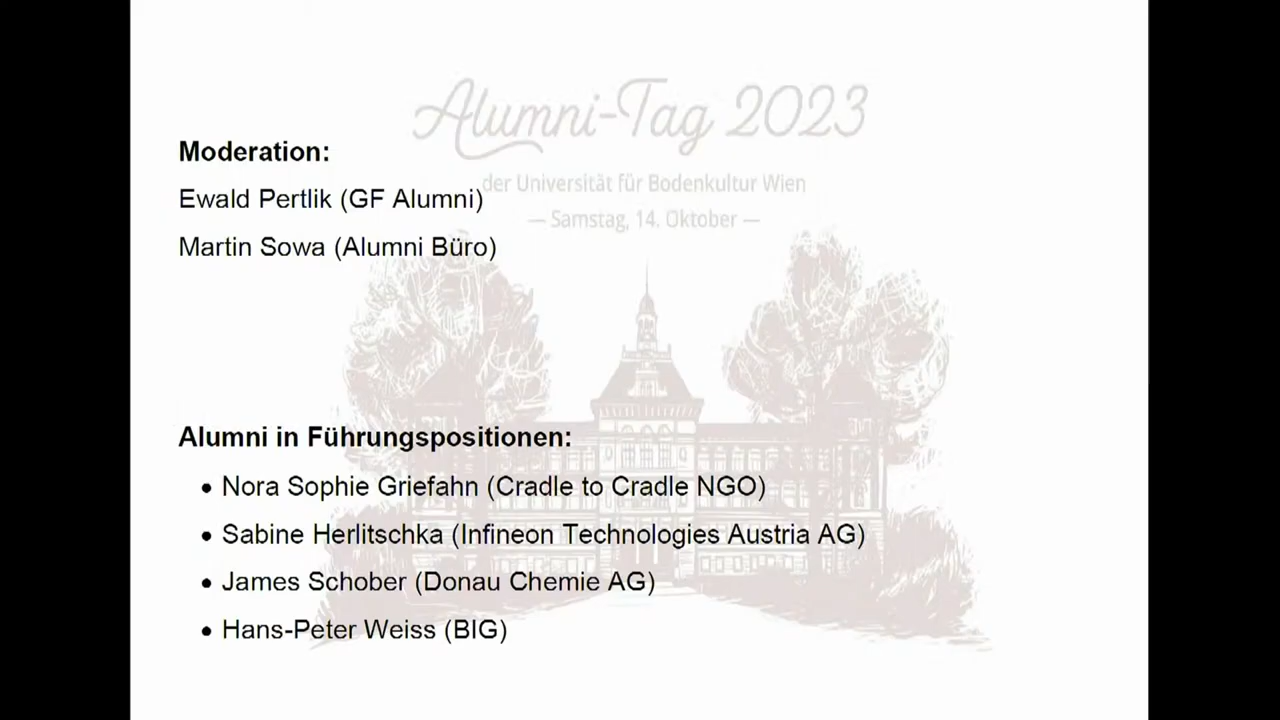 Alumni-Tag 2023
der Universität für Bodenkultur Wien
— Samstag, 14. Oktober —
Moderation:
Ewald Pertlik (GF Alumni)
Martin Sowa (Alumni Büro)
Alumni in Führungspositionen:
• Nora Sophie Griefahn (Cradle to Cradle NGO)
• Sabine Herlitschka (Infineon Technologies Austria AG)
• James Schober (Donau Chemie AG)
• Hans-Peter Weiss (BIG)